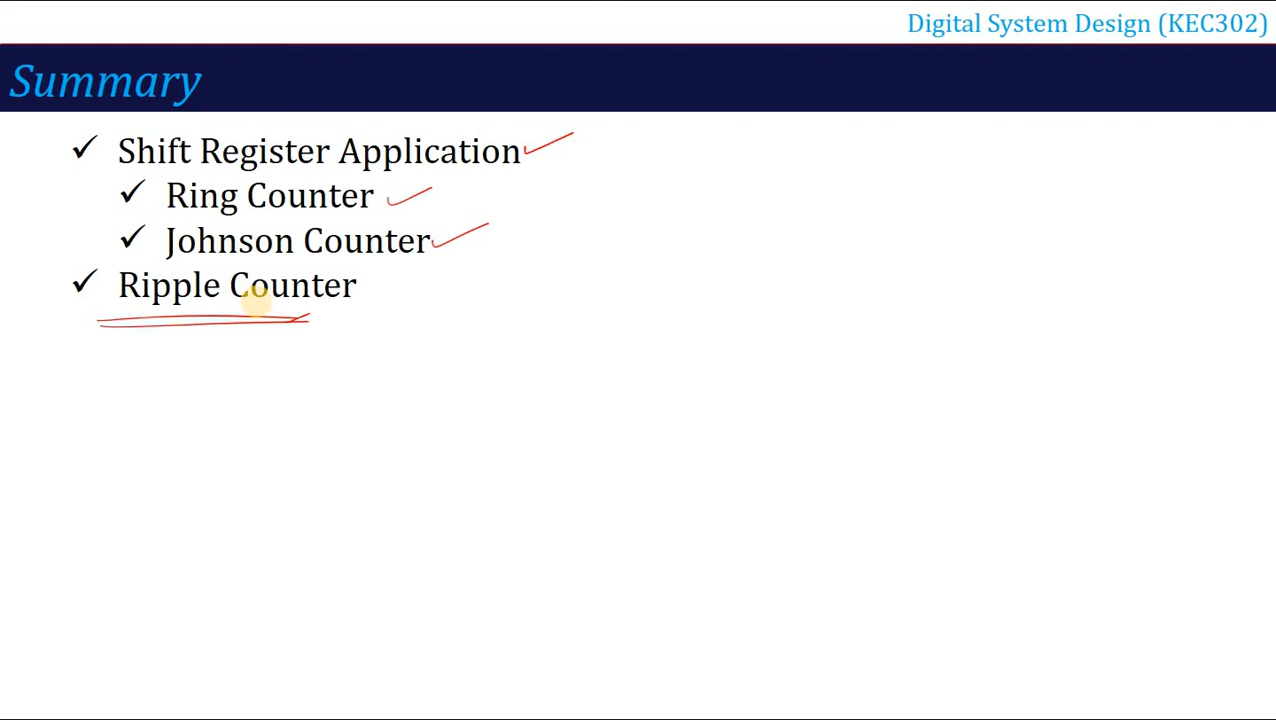 Digital System Design (KEC302)
Summary
✓ Shift Register Application
✓ Ring Counter
✓ Johnson Counter
✓ Ripple Counter